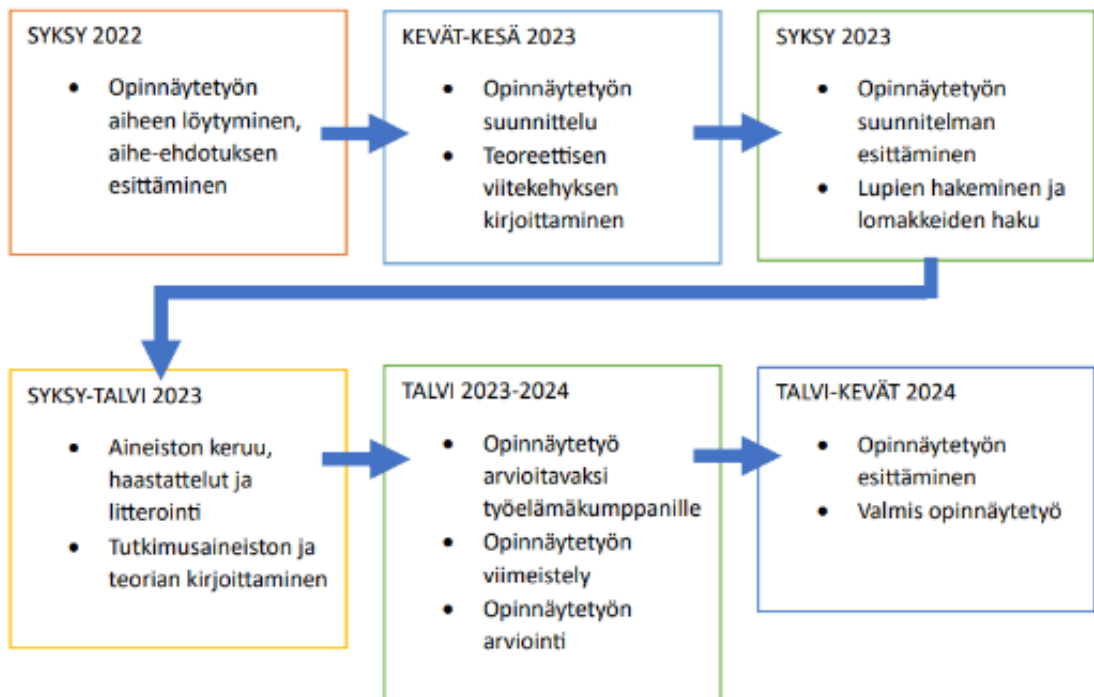 SYKSY 2022
• Opinnäytetyön
aiheen löytyminen,
aihe-ehdotuksen
esittäminen
KEVÄT-KESÄ 2023
• Opinnäytetyön
suunnittelu
• Teoreettisen
viitekehyksen
kirjoittaminen
SYKSY 2023
• Opinnäytetyön
suunnitelman
esittäminen
• Lupien hakeminen ja
lomakkeiden haku
SYKSY-TALVI 2023
• Aineiston keruu,
haastattelut ja
litterointi
• Tutkimusaineiston ja
teorian kirjoittaminen
TALVI 2023-2024
• Opinnäytetyö
arvioitavaksi
työelämäkumppanille
• Opinnäytetyön
viimeistely
• Opinnäytetyön
arviointi
TALVI-KEVÄT 2024
• Opinnäytetyön
esittäminen
• Valmis opinnäytetyö